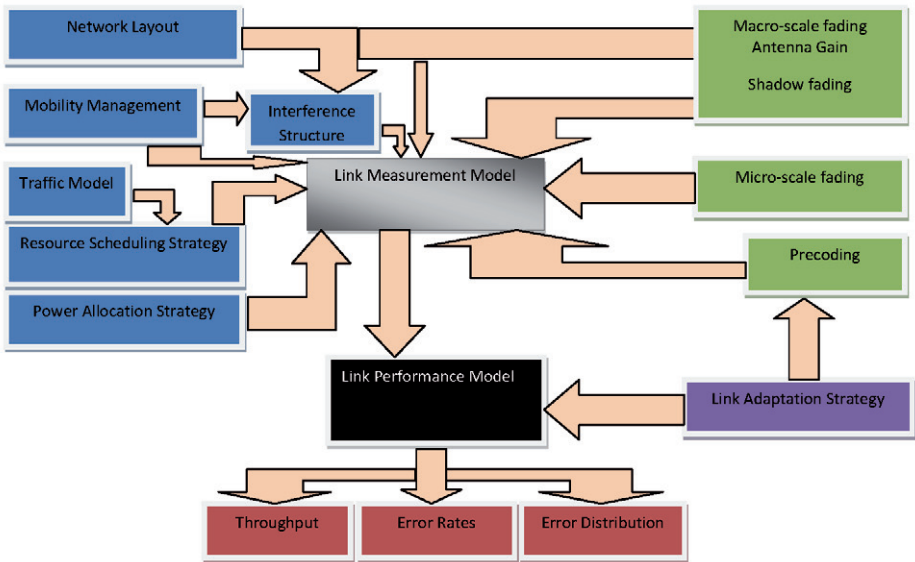 Network Layout
Macro-scale fading
Antenna Gain
Shadow fading
Mobility Management
Interference
Structure
Link Measurement Model
Traffic Model
Micro-scale fading
Resource Scheduling Strategy
Precoding
Power Allocation Strategy
Link Performance Model
Link Adaptation Strategy
Throughput
Error Rates
Error Distribution